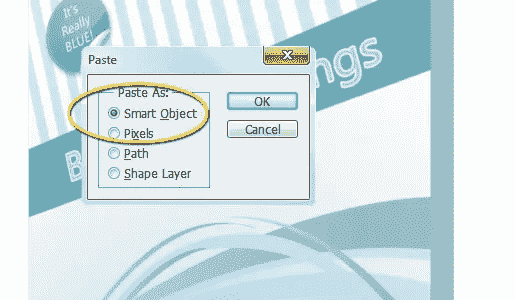 It's
Really
BLUE!
Paste
Paste As:
Smart Object
Pixels
Path
Shape Layer
OK
Cancel
ngs
B